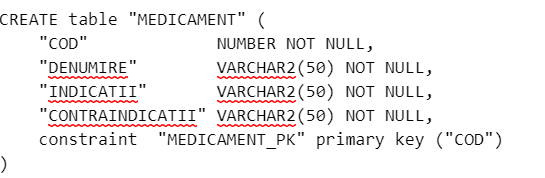 CREATE table "MEDICAMENT" (
"COD" NUMBER NOT NULL,
"DENUMIRE" VARCHAR2(50) NOT NULL,
"INDICATII" VARCHAR2(50) NOT NULL,
"CONTRAINDICATII" VARCHAR2(50) NOT NULL,
constraint "MEDICAMENT_PK" primary key ("COD")
)